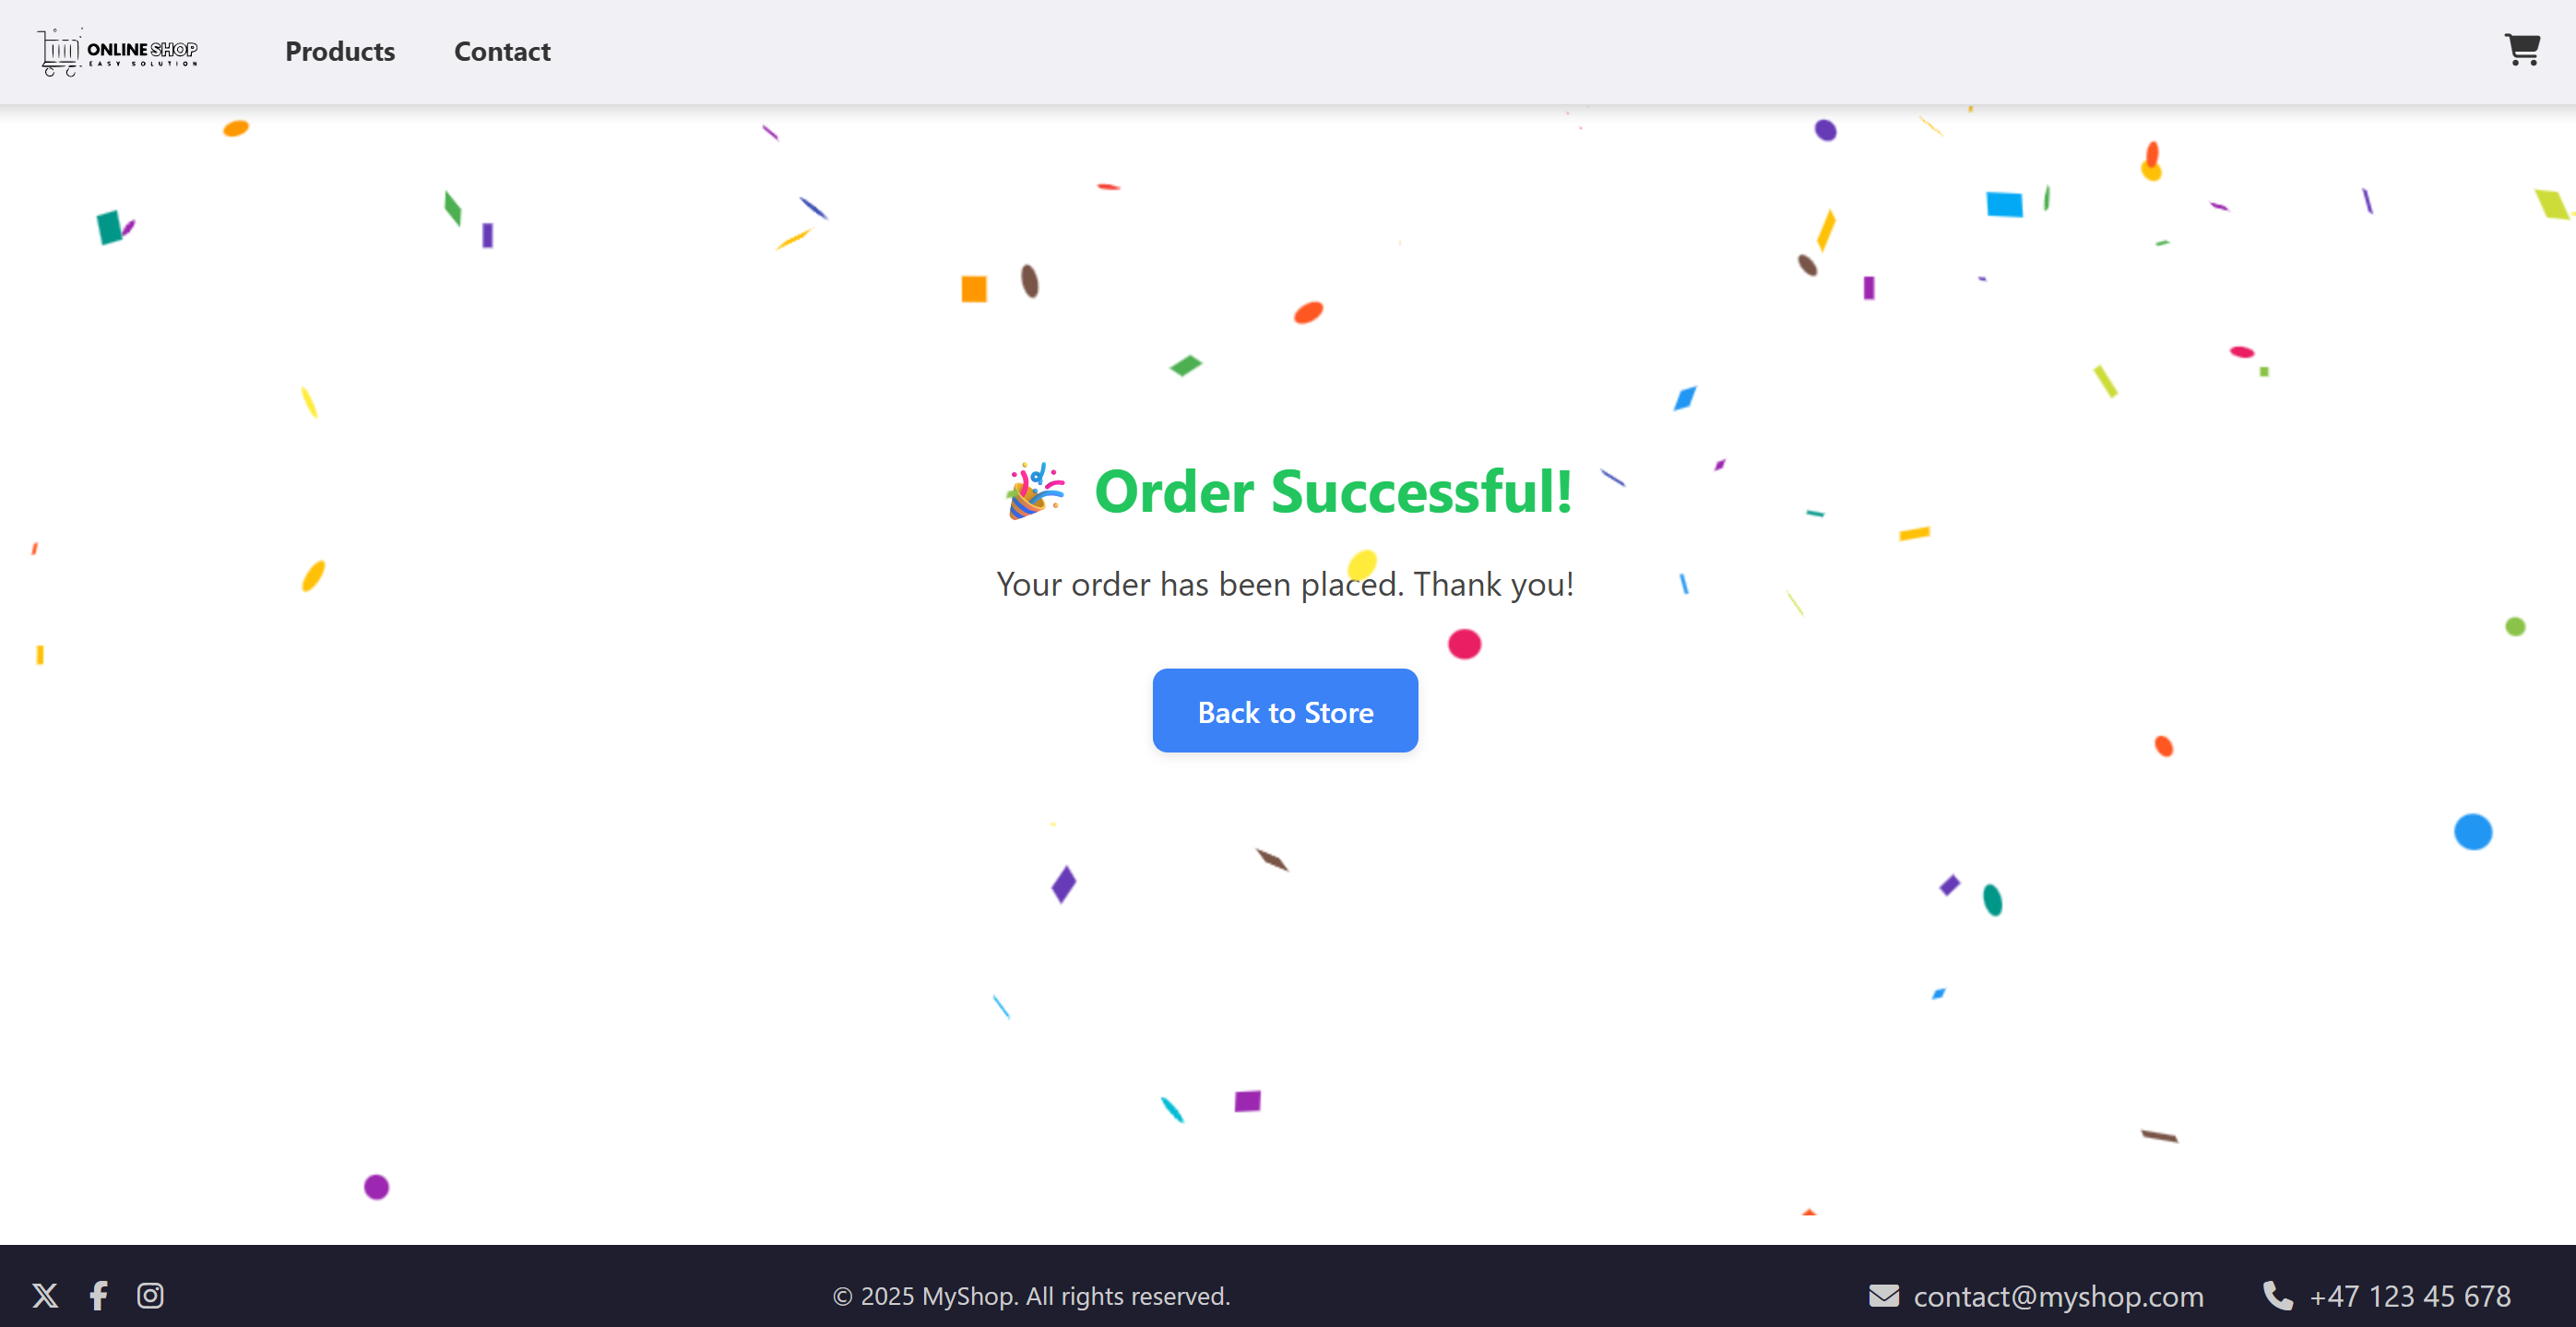 ONLINE SHOP
EASY SOLUTION
Products
Contact
🎉 Order Successful!
Your order has been placed. Thank you!
Back to Store
© 2025 MyShop. All rights reserved.
contact@myshop.com
+47 123 45 678